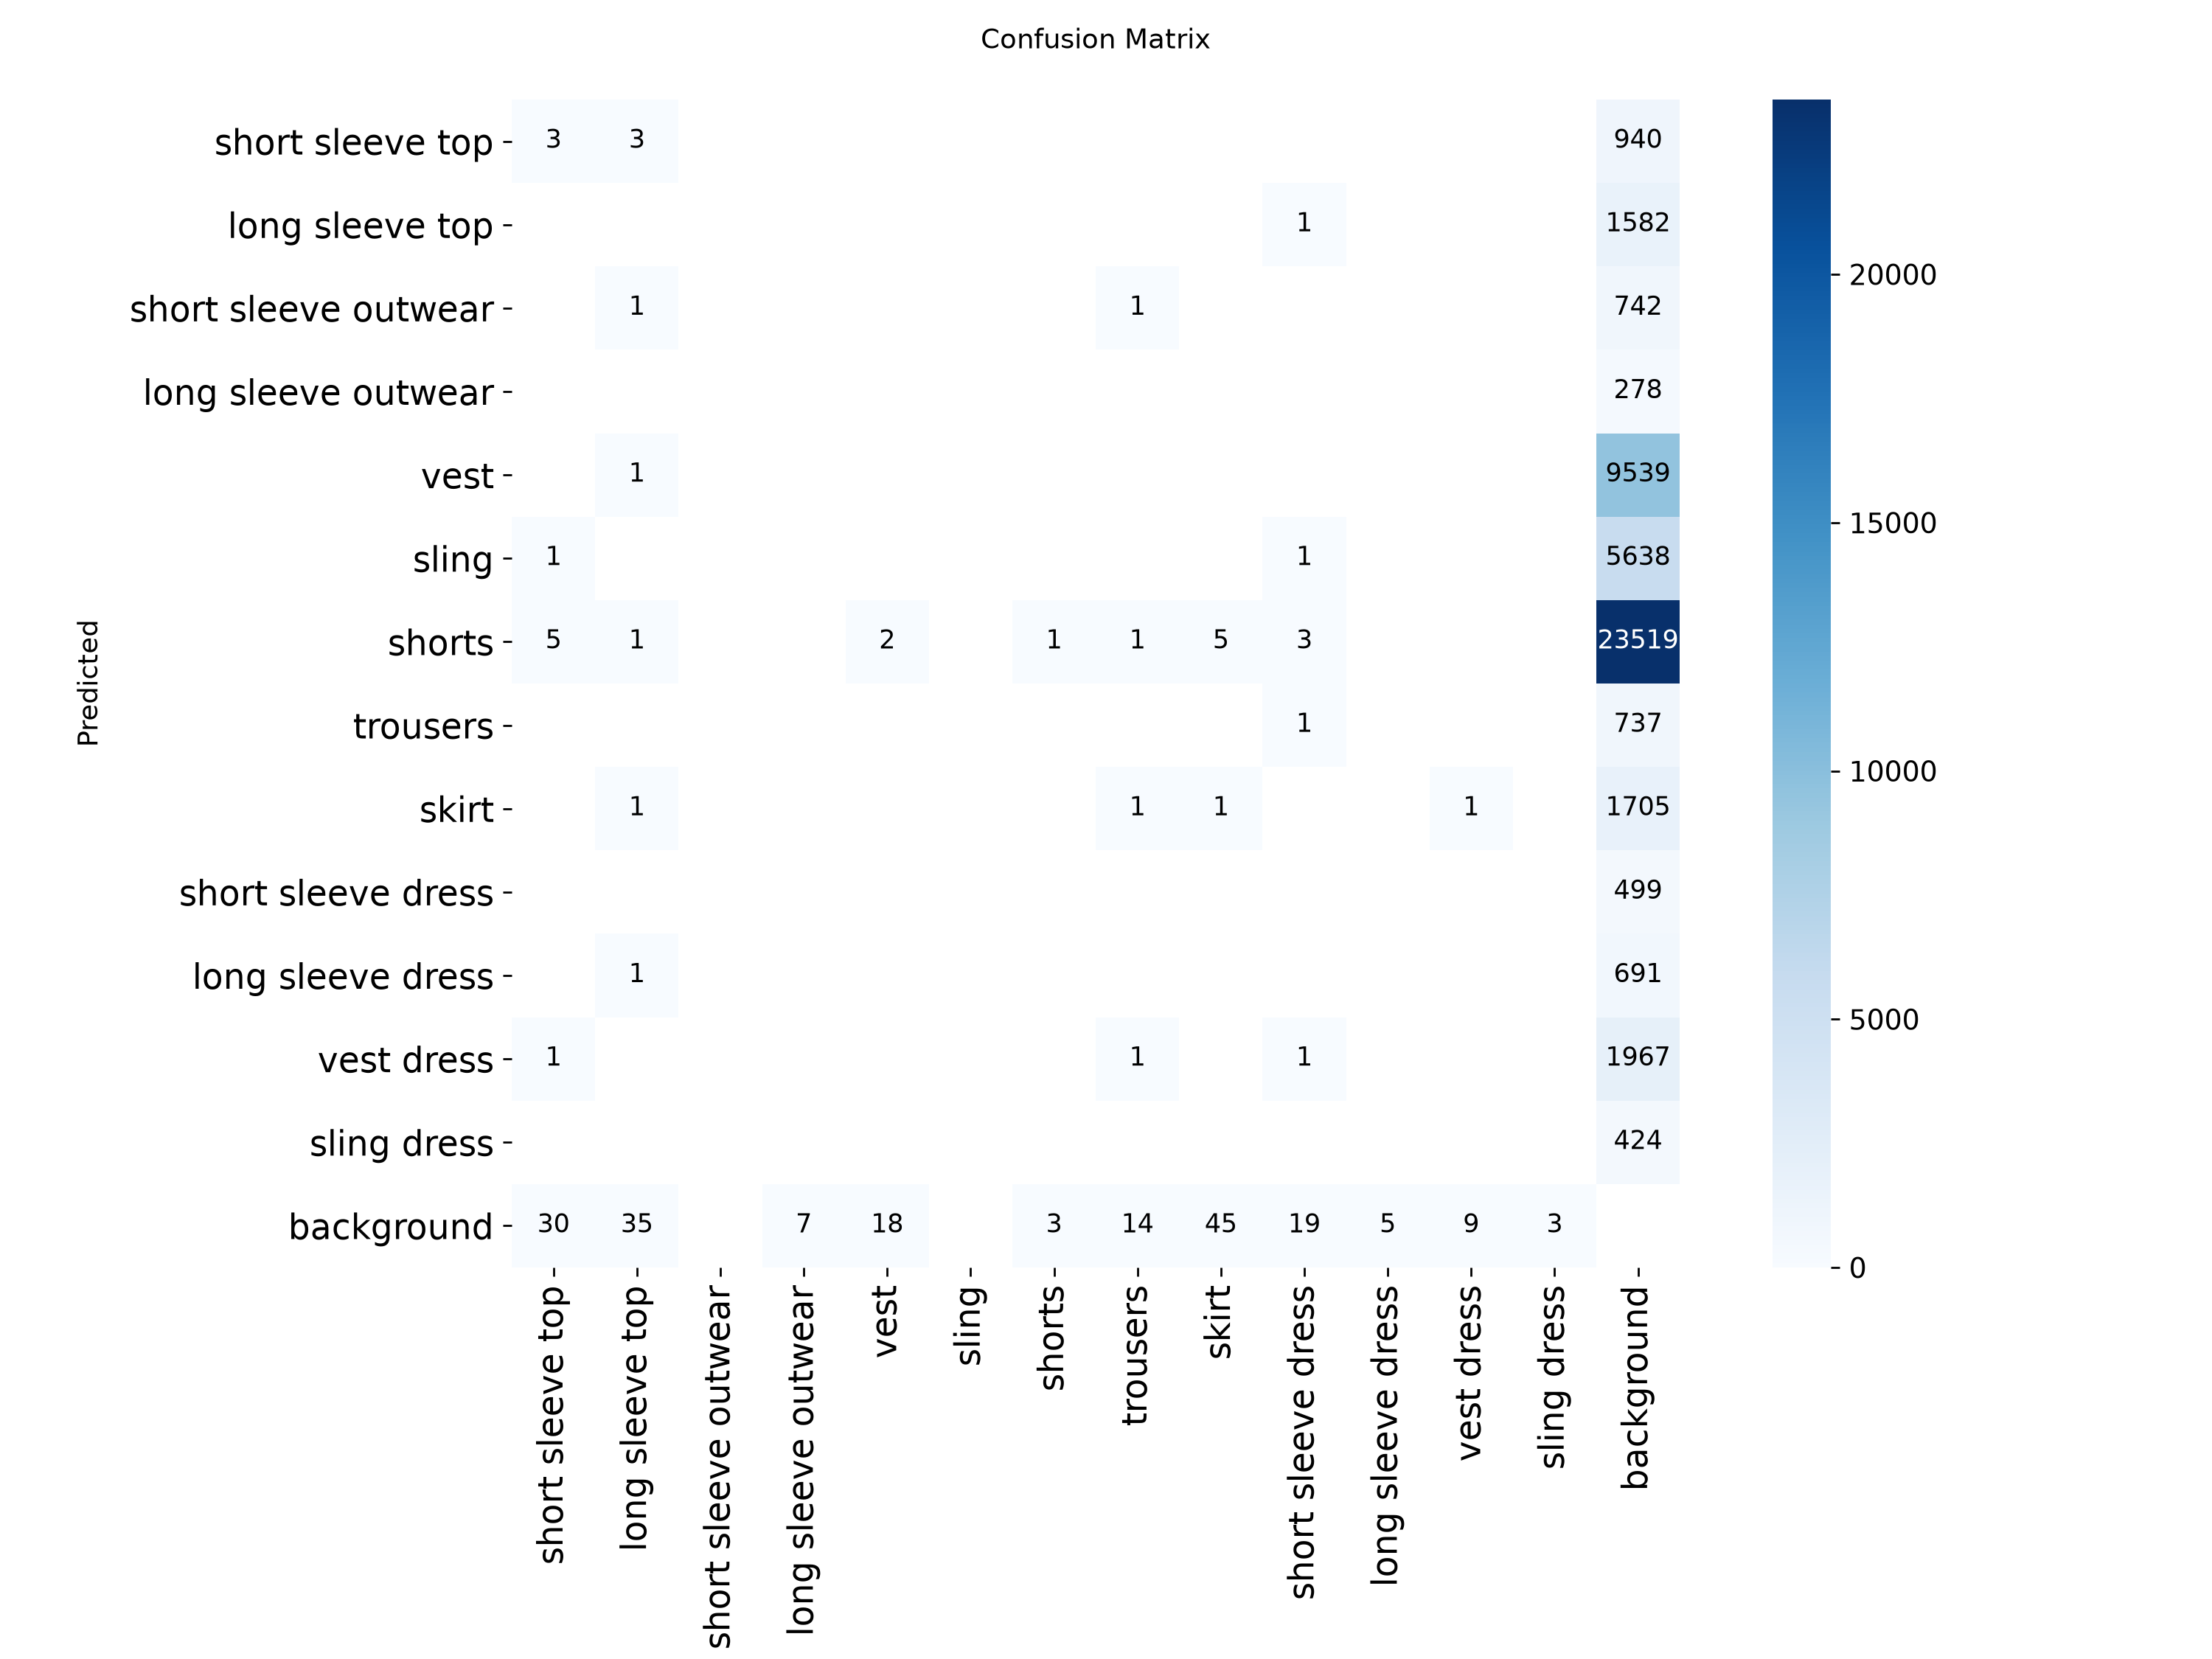 Confusion Matrix
short sleeve top 3 3 940
long sleeve top 1 1582
short sleeve outwear 1 1 742
long sleeve outwear 278
vest 1 9539
sling 1 1 5638
shorts 5 1 2 1 1 5 3 23519
trousers 1 737
skirt 1 1 1 1 1705
short sleeve dress 499
long sleeve dress 1 691
vest dress 1 1 1 1967
sling dress 424
background 30 35 7 18 3 14 45 19 5 9 3
Predicted
short sleeve top
long sleeve top
short sleeve outwear
long sleeve outwear
vest
sling
shorts
trousers
skirt
short sleeve dress
long sleeve dress
vest dress
sling dress
background
20000
15000
10000
5000
0